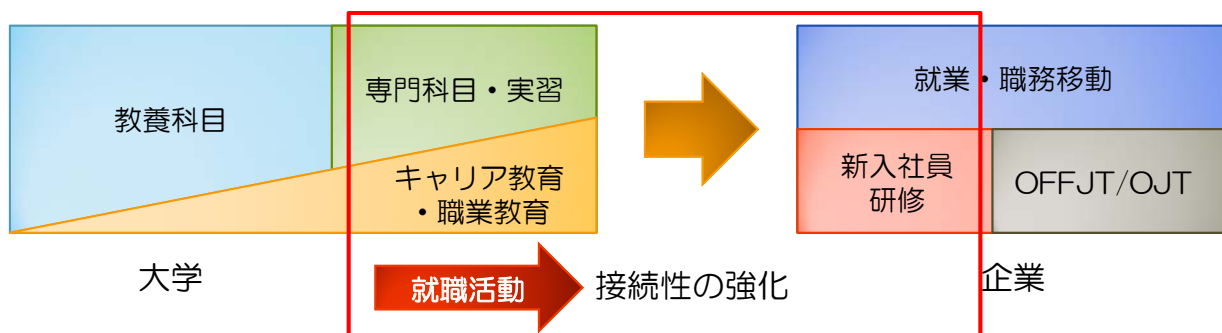 教養科目
専門科目・実習
キャリア教育
・職業教育
就業・職務移動
新入社員
研修
OFFJT/OJT
大学
就職活動
接続性の強化
企業